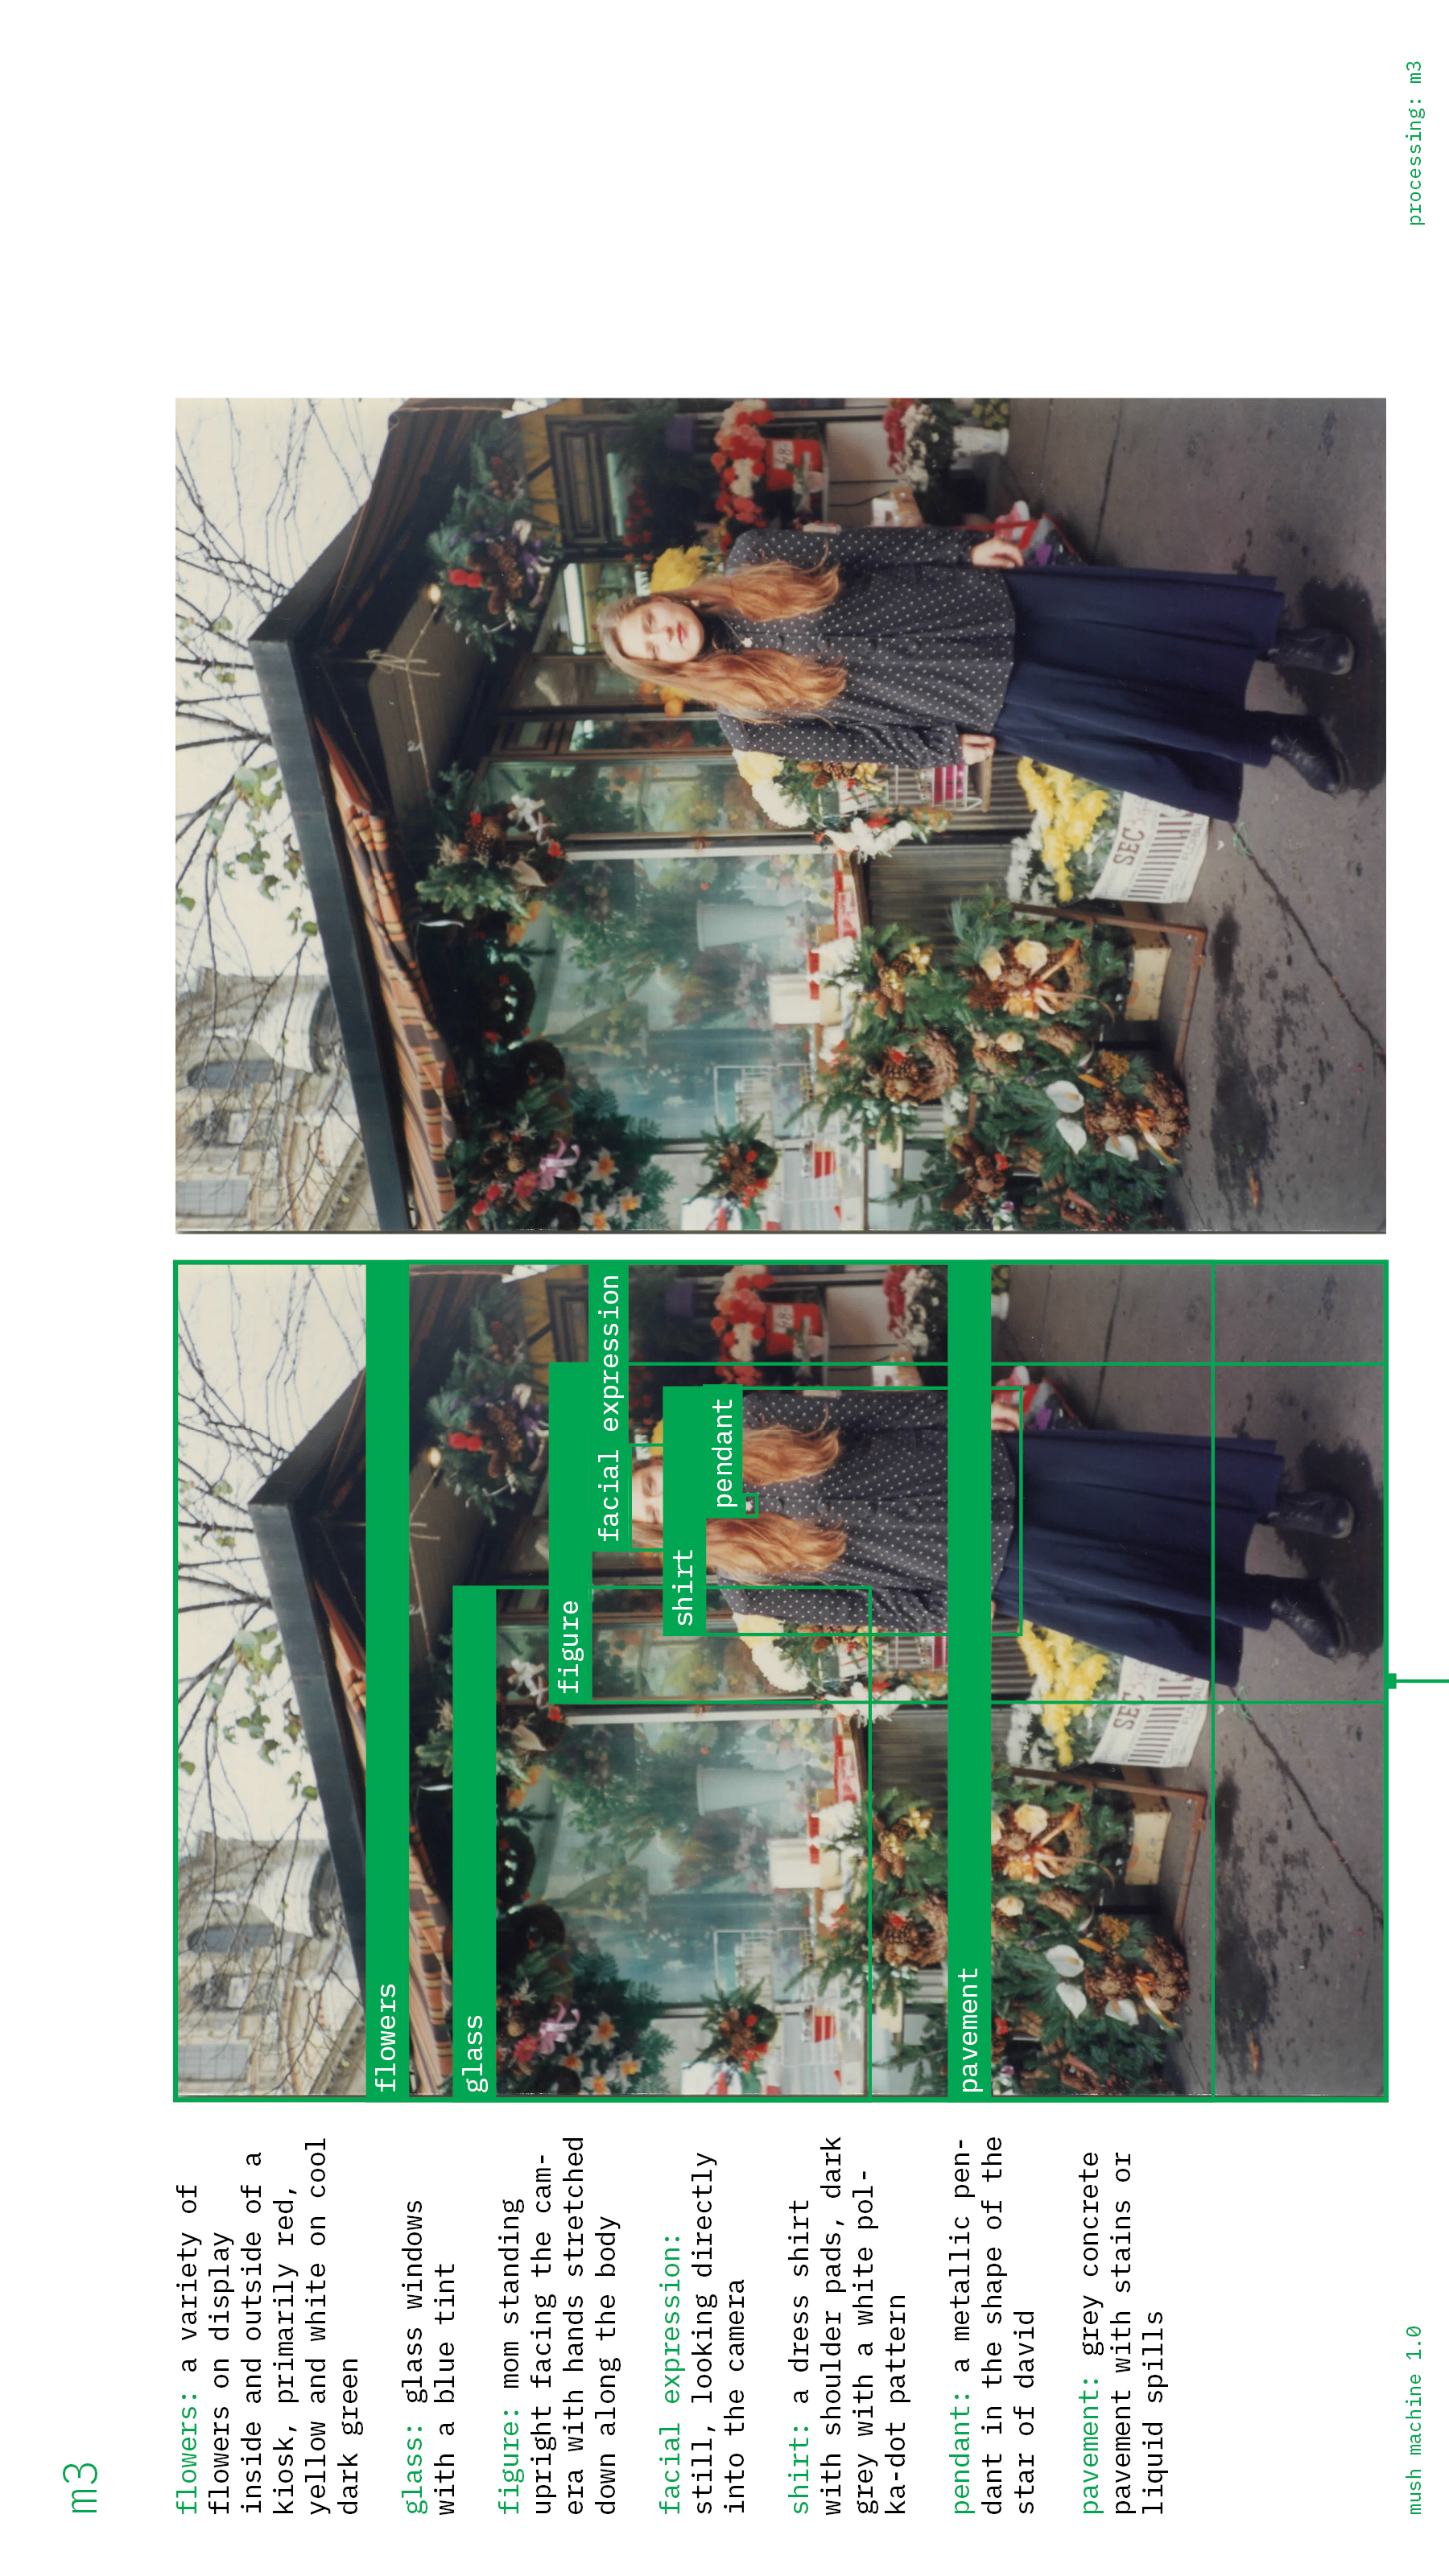 m3
flowers: a variety of
flowers on display
inside and outside of a
kiosk, primarily red,
yellow and white on cool
dark green
glass: glass windows
with a blue tint
figure: mom standing
upright facing the cam-
era with hands stretched
down along the body
facial expression:
still, looking directly
into the camera
shirt: a dress shirt
with shoulder pads, dark
grey with a white pol-
ka-dot pattern
pendant: a metallic pen-
dant in the shape of the
star of david
pavement: grey concrete
pavement with stains or
liquid spills
flowers
glass
figure
facial expression
shirt
pendant
pavement
SEC
SEC
mush machine 1.0
processing: m3